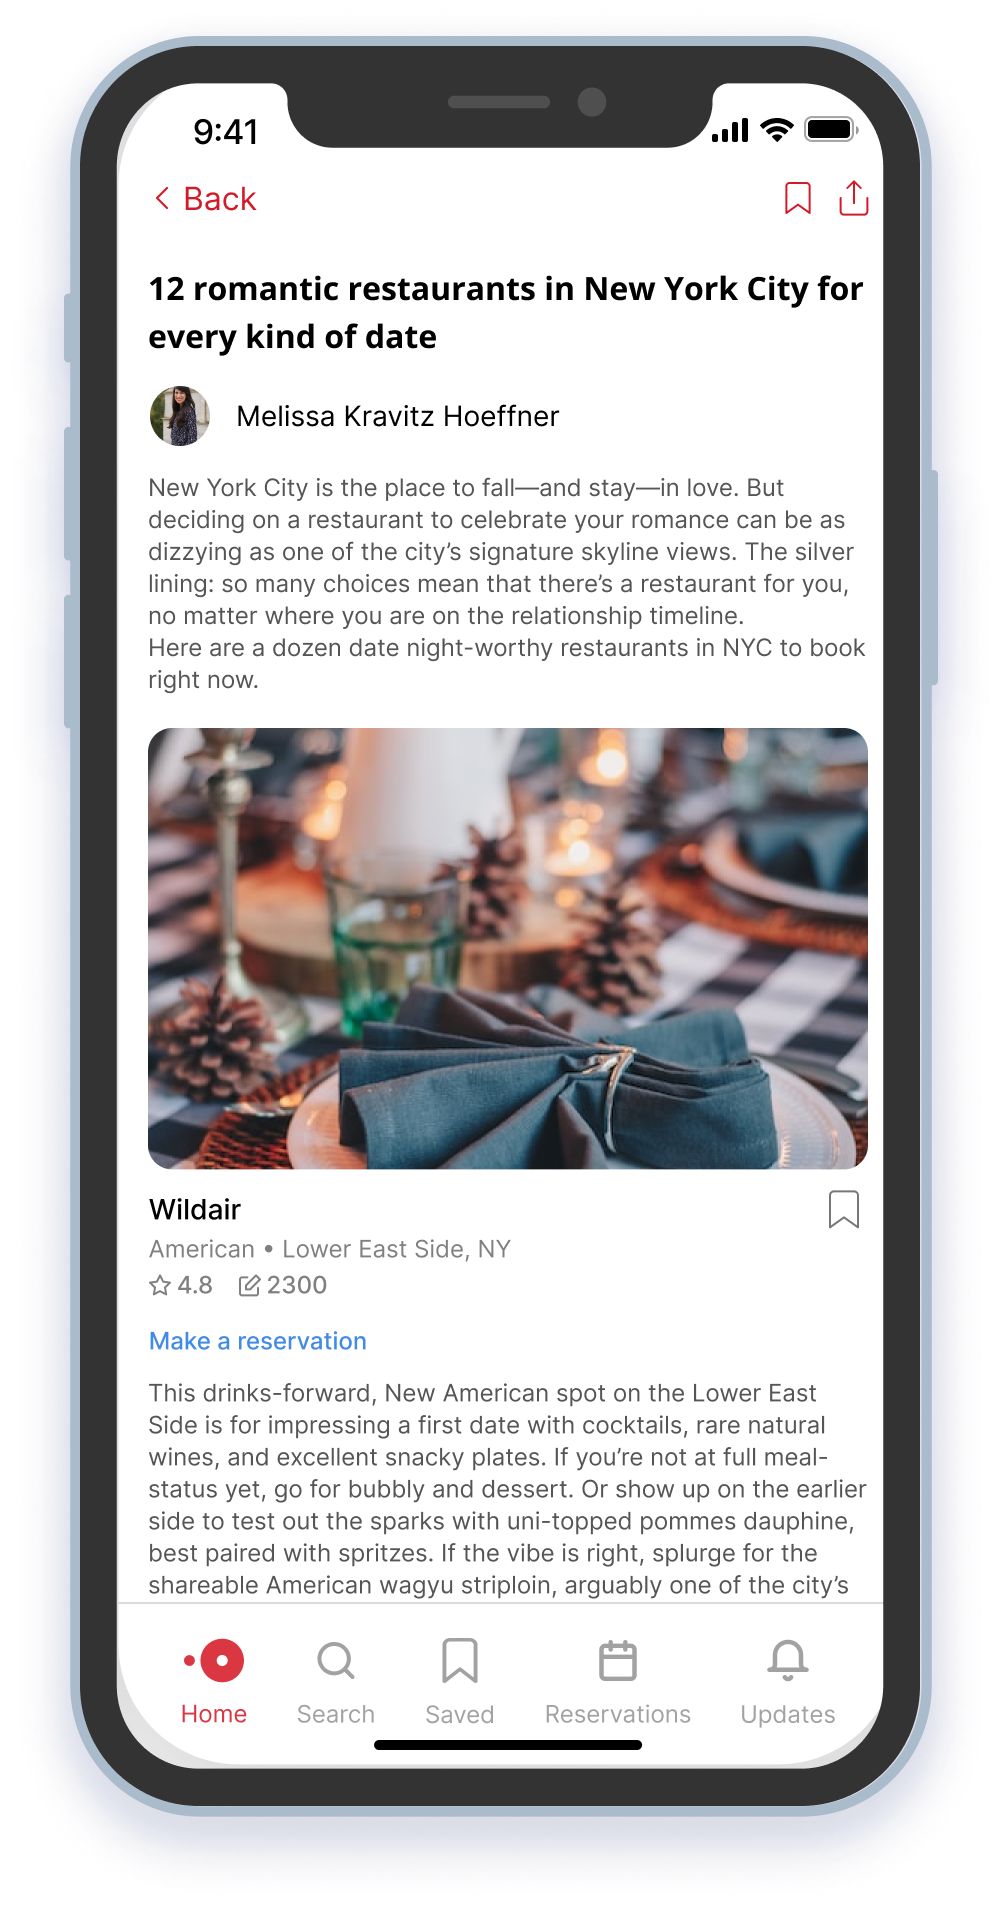 9:41
Back
12 romantic restaurants in New York City for
every kind of date
Melissa Kravitz Hoeffner
New York City is the place to fall—and stay—in love. But
deciding on a restaurant to celebrate your romance can be as
dizzying as one of the city’s signature skyline views. The silver
lining: so many choices mean that there’s a restaurant for you,
no matter where you are on the relationship timeline.
Here are a dozen date night-worthy restaurants in NYC to book
right now.
Wildair
American • Lower East Side, NY
4.8 2300
Make a reservation
This drinks-forward, New American spot on the Lower East
Side is for impressing a first date with cocktails, rare natural
wines, and excellent snacky plates. If you’re not at full meal-
status yet, go for bubbly and dessert. Or show up on the earlier
side to test out the sparks with uni-topped pommes dauphine,
best paired with spritzes. If the vibe is right, splurge for the
shareable American wagyu striploin, arguably one of the city’s
Home Search Saved Reservations Updates